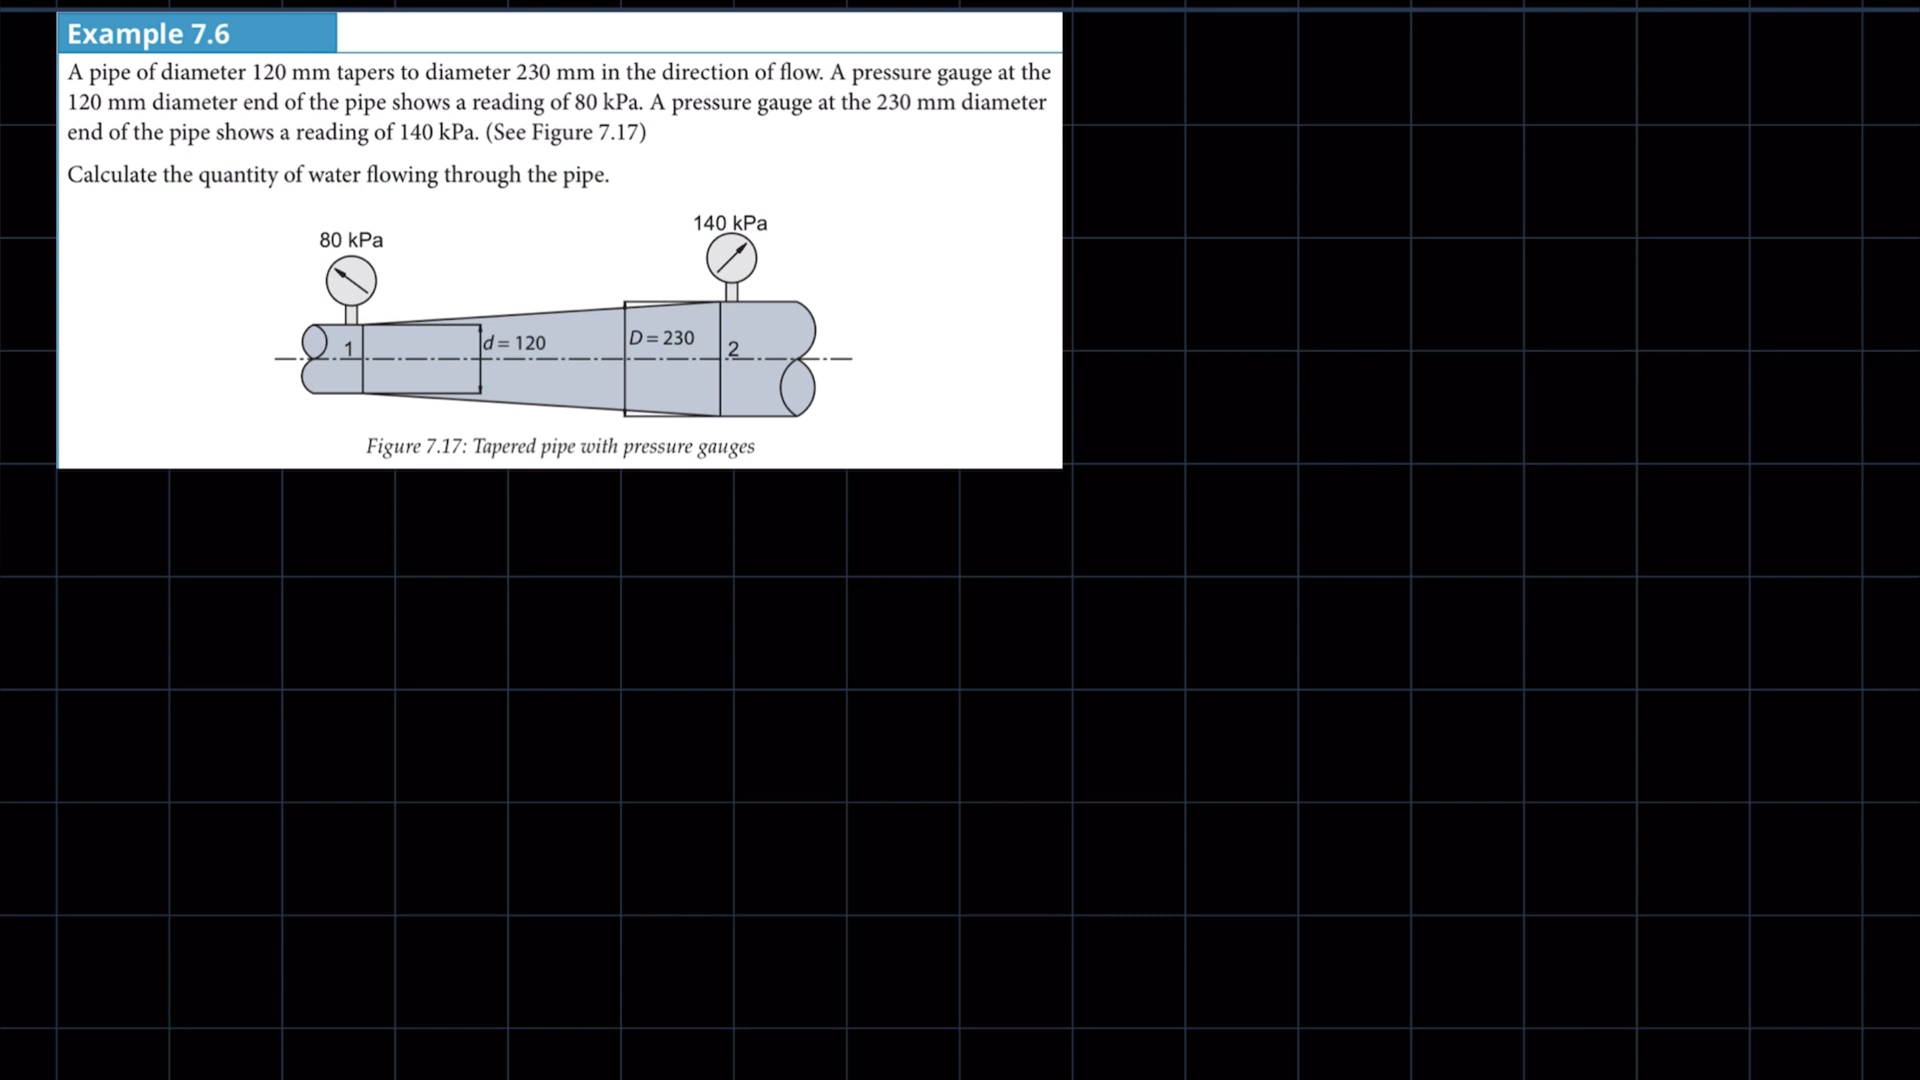 Example 7.6
A pipe of diameter 120 mm tapers to diameter 230 mm in the direction of flow. A pressure gauge at the
120 mm diameter end of the pipe shows a reading of 80 kPa. A pressure gauge at the 230 mm diameter
end of the pipe shows a reading of 140 kPa. (See Figure 7.17)
Calculate the quantity of water flowing through the pipe.
140 kPa
80 kPa
1
d = 120
D = 230
2
Figure 7.17: Tapered pipe with pressure gauges